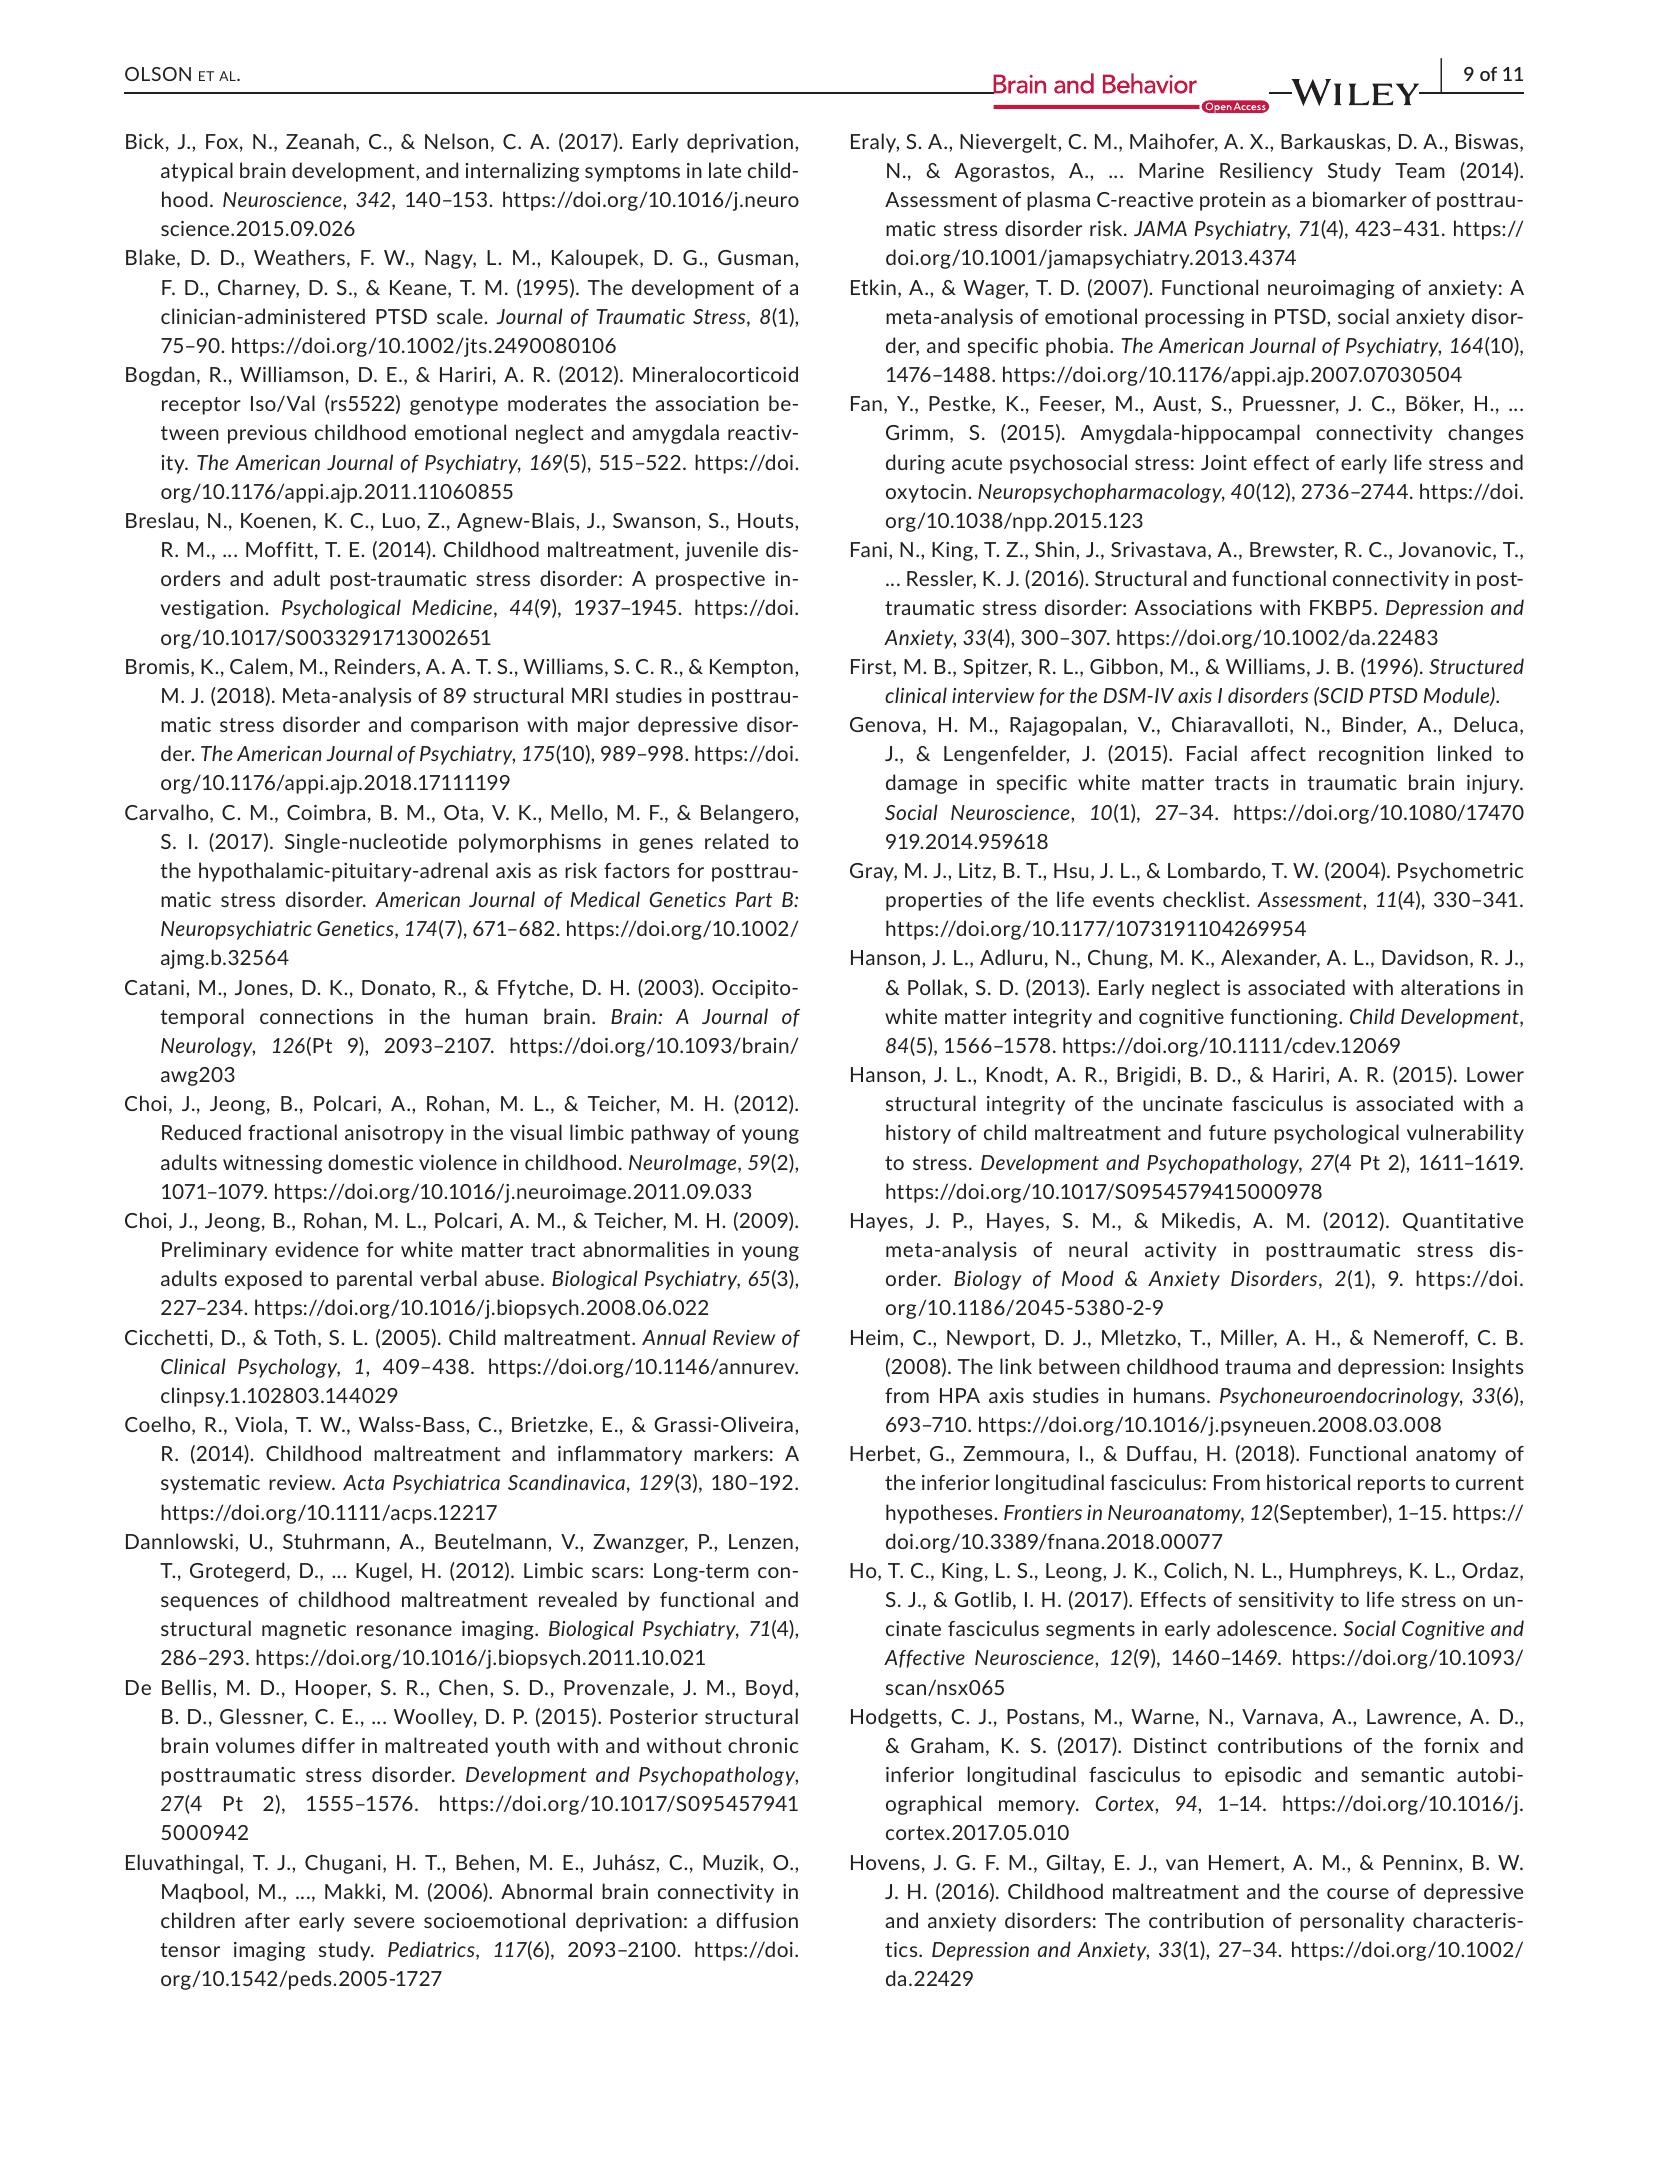 OLSON ET AL.
Brain and Behavior
Open Access
WILEY
9 of 11
Bick, J., Fox, N., Zeanah, C., & Nelson, C. A. (2017). Early deprivation,
atypical brain development, and internalizing symptoms in late child-
hood. Neuroscience, 342, 140–153. https://doi.org/10.1016/j.neuro
science.2015.09.026
Blake, D. D., Weathers, F. W., Nagy, L. M., Kaloupek, D. G., Gusman,
F. D., Charney, D. S., & Keane, T. M. (1995). The development of a
clinician-administered PTSD scale. Journal of Traumatic Stress, 8(1),
75–90. https://doi.org/10.1002/jts.2490080106
Bogdan, R., Williamson, D. E., & Hariri, A. R. (2012). Mineralocorticoid
receptor Iso/Val (rs5522) genotype moderates the association be-
tween previous childhood emotional neglect and amygdala reactiv-
ity. The American Journal of Psychiatry, 169(5), 515–522. https://doi.
org/10.1176/appi.ajp.2011.11060855
Breslau, N., Koenen, K. C., Luo, Z., Agnew-Blais, J., Swanson, S., Houts,
R. M., ... Moffitt, T. E. (2014). Childhood maltreatment, juvenile dis-
orders and adult post-traumatic stress disorder: A prospective in-
vestigation. Psychological Medicine, 44(9), 1937–1945. https://doi.
org/10.1017/S0033291713002651
Bromis, K., Calem, M., Reinders, A. A. T. S., Williams, S. C. R., & Kempton,
M. J. (2018). Meta-analysis of 89 structural MRI studies in posttrau-
matic stress disorder and comparison with major depressive disor-
der. The American Journal of Psychiatry, 175(10), 989–998. https://doi.
org/10.1176/appi.ajp.2018.17111199
Carvalho, C. M., Coimbra, B. M., Ota, V. K., Mello, M. F., & Belangero,
S. I. (2017). Single-nucleotide polymorphisms in genes related to
the hypothalamic-pituitary-adrenal axis as risk factors for posttrau-
matic stress disorder. American Journal of Medical Genetics Part B:
Neuropsychiatric Genetics, 174(7), 671–682. https://doi.org/10.1002/
ajmg.b.32564
Catani, M., Jones, D. K., Donato, R., & Ffytche, D. H. (2003). Occipito-
temporal connections in the human brain. Brain: A Journal of
Neurology, 126(Pt 9), 2093–2107. https://doi.org/10.1093/brain/
awg203
Choi, J., Jeong, B., Polcari, A., Rohan, M. L., & Teicher, M. H. (2012).
Reduced fractional anisotropy in the visual limbic pathway of young
adults witnessing domestic violence in childhood. NeuroImage, 59(2),
1071–1079. https://doi.org/10.1016/j.neuroimage.2011.09.033
Choi, J., Jeong, B., Rohan, M. L., Polcari, A. M., & Teicher, M. H. (2009).
Preliminary evidence for white matter tract abnormalities in young
adults exposed to parental verbal abuse. Biological Psychiatry, 65(3),
227–234. https://doi.org/10.1016/j.biopsych.2008.06.022
Cicchetti, D., & Toth, S. L. (2005). Child maltreatment. Annual Review of
Clinical Psychology, 1, 409–438. https://doi.org/10.1146/annurev.
clinpsy.1.102803.144029
Coelho, R., Viola, T. W., Walss-Bass, C., Brietzke, E., & Grassi-Oliveira,
R. (2014). Childhood maltreatment and inflammatory markers: A
systematic review. Acta Psychiatrica Scandinavica, 129(3), 180–192.
https://doi.org/10.1111/acps.12217
Dannlowski, U., Stuhrmann, A., Beutelmann, V., Zwanzger, P., Lenzen,
T., Grotegerd, D., ... Kugel, H. (2012). Limbic scars: Long-term con-
sequences of childhood maltreatment revealed by functional and
structural magnetic resonance imaging. Biological Psychiatry, 71(4),
286–293. https://doi.org/10.1016/j.biopsych.2011.10.021
De Bellis, M. D., Hooper, S. R., Chen, S. D., Provenzale, J. M., Boyd,
B. D., Glessner, C. E., ... Woolley, D. P. (2015). Posterior structural
brain volumes differ in maltreated youth with and without chronic
posttraumatic stress disorder. Development and Psychopathology,
27(4 Pt 2), 1555–1576. https://doi.org/10.1017/S095457941
5000942
Eluvathingal, T. J., Chugani, H. T., Behen, M. E., Juhász, C., Muzik, O.,
Maqbool, M., ..., Makki, M. (2006). Abnormal brain connectivity in
children after early severe socioemotional deprivation: a diffusion
tensor imaging study. Pediatrics, 117(6), 2093–2100. https://doi.
org/10.1542/peds.2005-1727
Eraly, S. A., Nievergelt, C. M., Maihofer, A. X., Barkauskas, D. A., Biswas,
N., & Agorastos, A., ... Marine Resiliency Study Team (2014).
Assessment of plasma C-reactive protein as a biomarker of posttrau-
matic stress disorder risk. JAMA Psychiatry, 71(4), 423–431. https://
doi.org/10.1001/jamapsychiatry.2013.4374
Etkin, A., & Wager, T. D. (2007). Functional neuroimaging of anxiety: A
meta-analysis of emotional processing in PTSD, social anxiety disor-
der, and specific phobia. The American Journal of Psychiatry, 164(10),
1476–1488. https://doi.org/10.1176/appi.ajp.2007.07030504
Fan, Y., Pestke, K., Feeser, M., Aust, S., Pruessner, J. C., Böker, H., ...
Grimm, S. (2015). Amygdala-hippocampal connectivity changes
during acute psychosocial stress: Joint effect of early life stress and
oxytocin. Neuropsychopharmacology, 40(12), 2736–2744. https://doi.
org/10.1038/npp.2015.123
Fani, N., King, T. Z., Shin, J., Srivastava, A., Brewster, R. C., Jovanovic, T.,
... Ressler, K. J. (2016). Structural and functional connectivity in post-
traumatic stress disorder: Associations with FKBP5. Depression and
Anxiety, 33(4), 300–307. https://doi.org/10.1002/da.22483
First, M. B., Spitzer, R. L., Gibbon, M., & Williams, J. B. (1996). Structured
clinical interview for the DSM-IV axis I disorders (SCID PTSD Module).
Genova, H. M., Rajagopalan, V., Chiaravalloti, N., Binder, A., Deluca,
J., & Lengenfelder, J. (2015). Facial affect recognition linked to
damage in specific white matter tracts in traumatic brain injury.
Social Neuroscience, 10(1), 27–34. https://doi.org/10.1080/17470
919.2014.959618
Gray, M. J., Litz, B. T., Hsu, J. L., & Lombardo, T. W. (2004). Psychometric
properties of the life events checklist. Assessment, 11(4), 330–341.
https://doi.org/10.1177/1073191104269954
Hanson, J. L., Adluru, N., Chung, M. K., Alexander, A. L., Davidson, R. J.,
& Pollak, S. D. (2013). Early neglect is associated with alterations in
white matter integrity and cognitive functioning. Child Development,
84(5), 1566–1578. https://doi.org/10.1111/cdev.12069
Hanson, J. L., Knodt, A. R., Brigidi, B. D., & Hariri, A. R. (2015). Lower
structural integrity of the uncinate fasciculus is associated with a
history of child maltreatment and future psychological vulnerability
to stress. Development and Psychopathology, 27(4 Pt 2), 1611–1619.
https://doi.org/10.1017/S0954579415000978
Hayes, J. P., Hayes, S. M., & Mikedis, A. M. (2012). Quantitative
meta-analysis of neural activity in posttraumatic stress dis-
order. Biology of Mood & Anxiety Disorders, 2(1), 9. https://doi.
org/10.1186/2045-5380-2-9
Heim, C., Newport, D. J., Mletzko, T., Miller, A. H., & Nemeroff, C. B.
(2008). The link between childhood trauma and depression: Insights
from HPA axis studies in humans. Psychoneuroendocrinology, 33(6),
693–710. https://doi.org/10.1016/j.psyneuen.2008.03.008
Herbet, G., Zemmoura, I., & Duffau, H. (2018). Functional anatomy of
the inferior longitudinal fasciculus: From historical reports to current
hypotheses. Frontiers in Neuroanatomy, 12(September), 1–15. https://
doi.org/10.3389/fnana.2018.00077
Ho, T. C., King, L. S., Leong, J. K., Colich, N. L., Humphreys, K. L., Ordaz,
S. J., & Gotlib, I. H. (2017). Effects of sensitivity to life stress on un-
cinate fasciculus segments in early adolescence. Social Cognitive and
Affective Neuroscience, 12(9), 1460–1469. https://doi.org/10.1093/
scan/nsx065
Hodgetts, C. J., Postans, M., Warne, N., Varnava, A., Lawrence, A. D.,
& Graham, K. S. (2017). Distinct contributions of the fornix and
inferior longitudinal fasciculus to episodic and semantic autobi-
ographical memory. Cortex, 94, 1–14. https://doi.org/10.1016/j.
cortex.2017.05.010
Hovens, J. G. F. M., Giltay, E. J., van Hemert, A. M., & Penninx, B. W.
J. H. (2016). Childhood maltreatment and the course of depressive
and anxiety disorders: The contribution of personality characteris-
tics. Depression and Anxiety, 33(1), 27–34. https://doi.org/10.1002/
da.22429